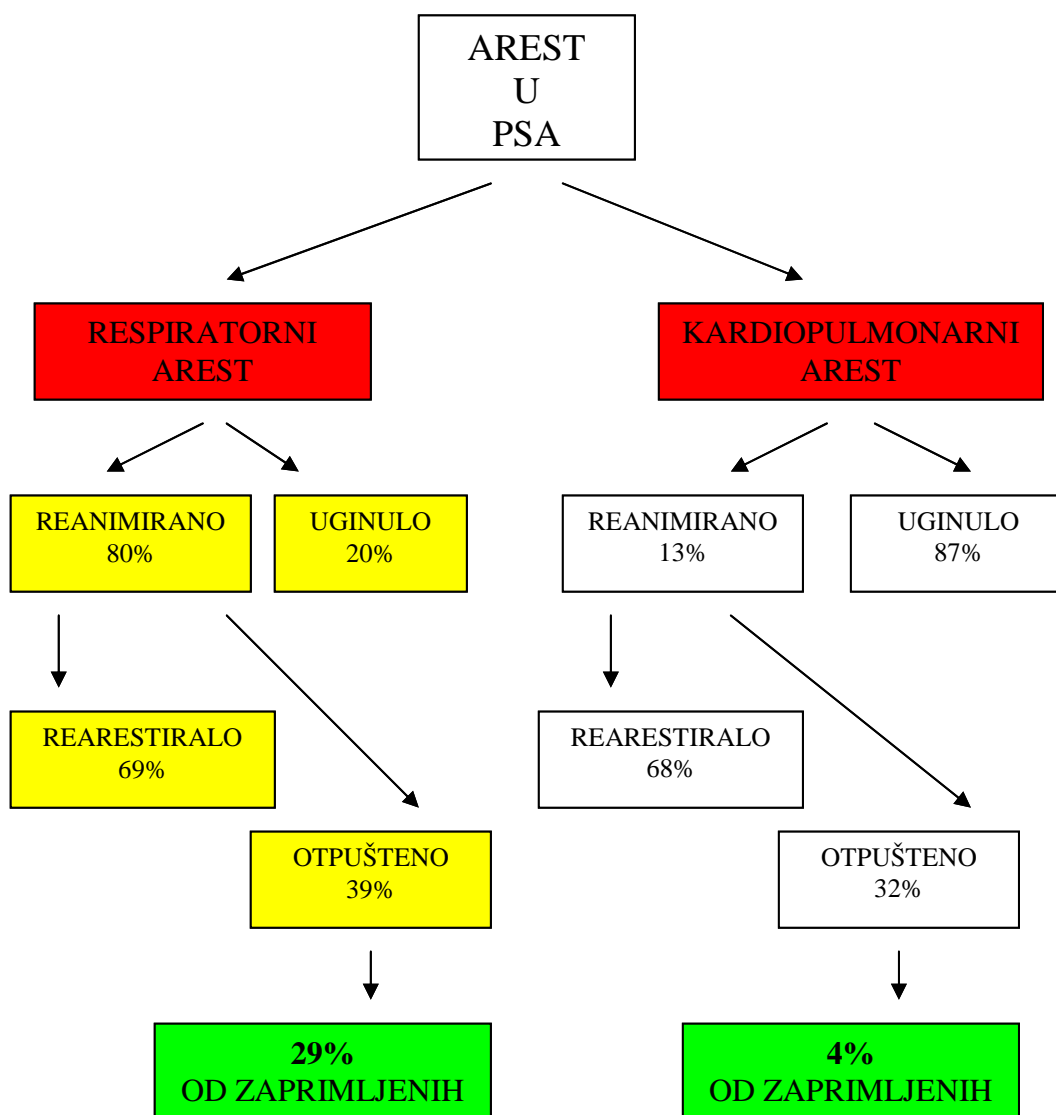 AREST
U
PSA
RESPIRATORNI
AREST
KARDIOPULMONARNI
AREST
REANIMIRANO
80%
UGINULO
20%
REANIMIRANO
13%
UGINULO
87%
REARESTIRALO
69%
REARESTIRALO
68%
OTPUŠTENO
39%
OTPUŠTENO
32%
29%
OD ZAPRIMLJENIH
4%
OD ZAPRIMLJENIH